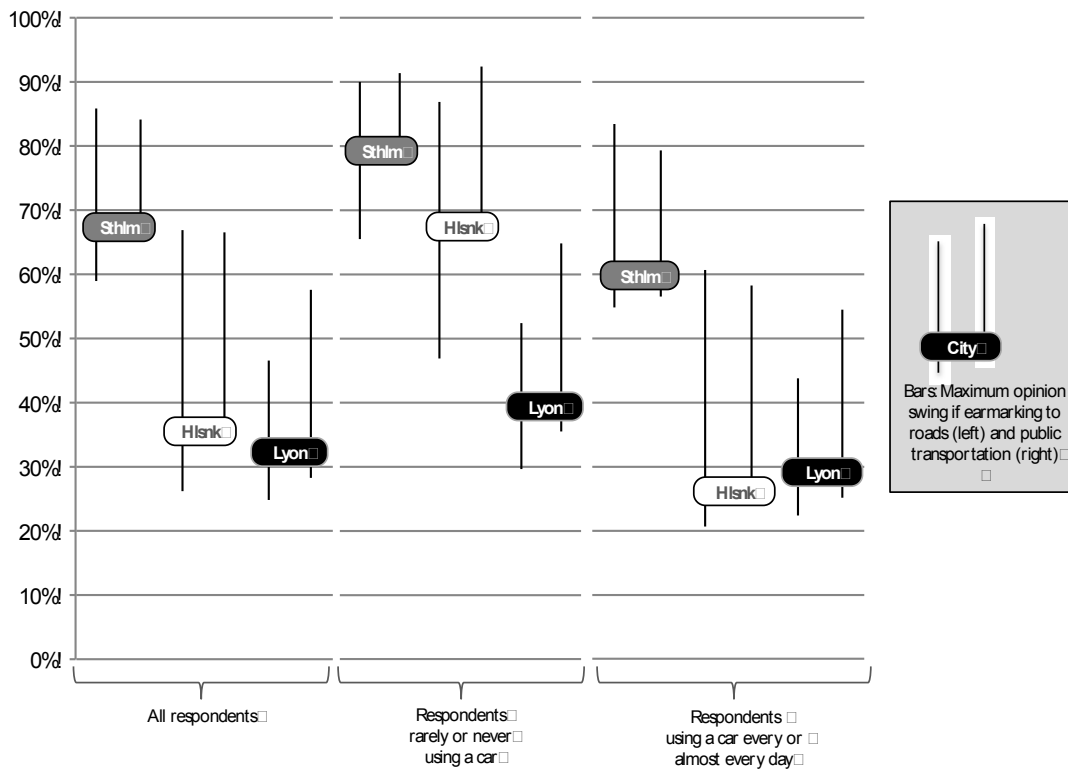 100%!
90%!
80%!
70%!
60%!
50%!
40%!
30%!
20%!
10%!
0%!
Sthlm□
Hlsnk□
Lyon□
Sthlm□
Hlsnk□
Lyon□
Sthlm□
Hlsnk□
Lyon□
All respondents□
Respondents□
rarely or never□
using a car□
Respondents □
using a car every or □
almost every day□
City□
Bars: Maximum opinion
swing if earmarking to
roads (left) and public
transportation (right)□
□